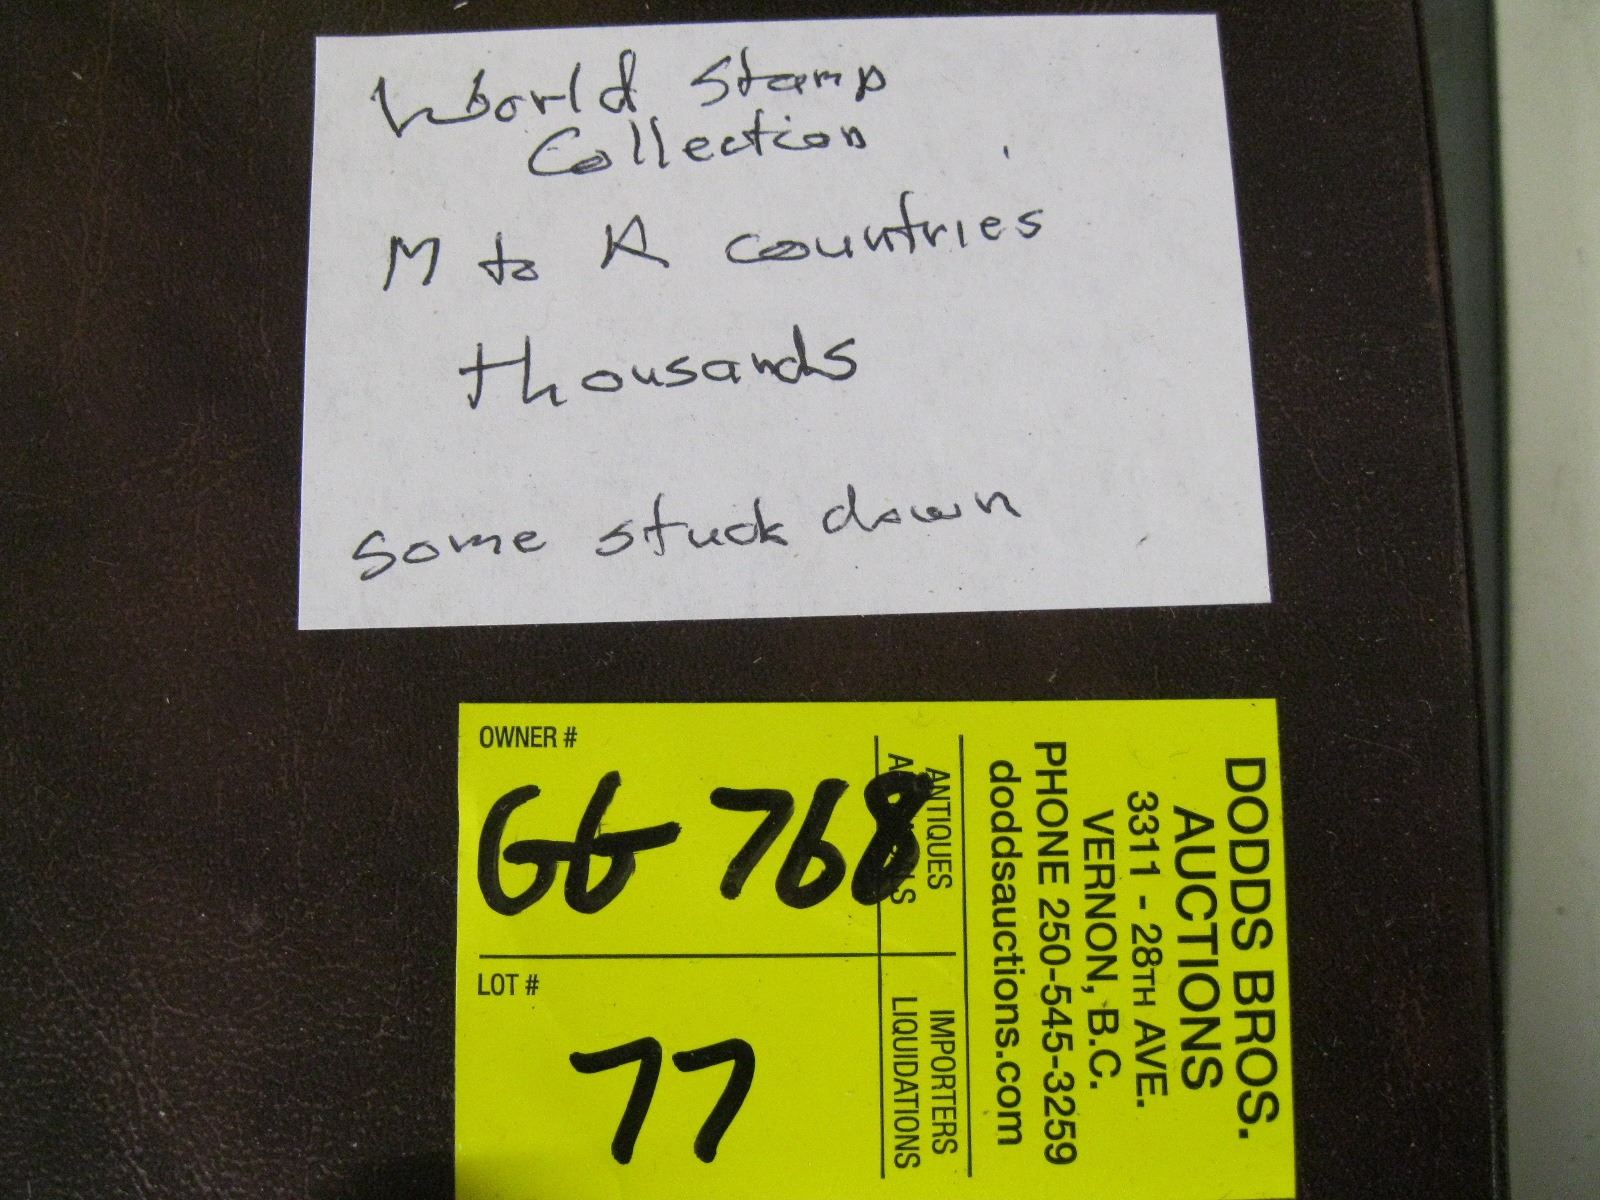 World Stamp
Collection
M to R countries
thousands
some stuck down
OWNER #
GG 768
LOT #
77
ANTIQUES
IMPORTERS
LIQUIDATIONS
DODDS BROS.
AUCTIONS
3311 - 28TH AVE.
VERNON, B.C.
PHONE 250-545-3259
doddsauctions.com